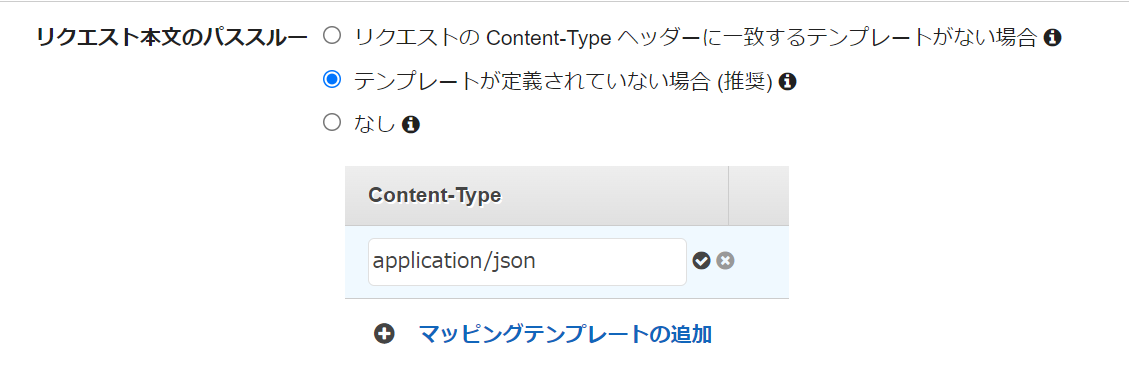 リクエスト本文のパススルー
リクエストの Content-Type ヘッダーに一致するテンプレートがない場合
テンプレートが定義されていない場合 (推奨)
なし
Content-Type
application/json
マッピングテンプレートの追加